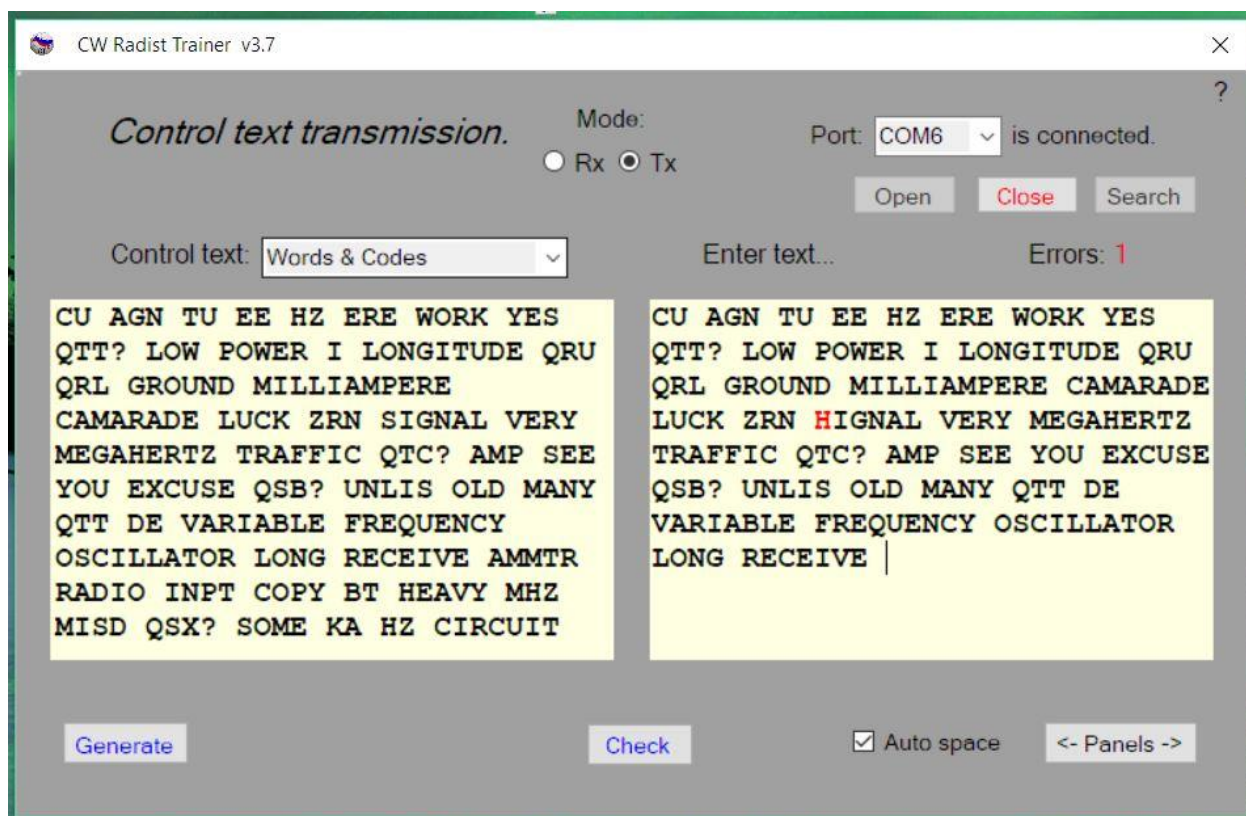 CW Radist Trainer v3.7
?
Control text transmission.
Mode:
Rx Tx
Port: COM6 is connected.
Open Close Search
Control text: Words & Codes
Enter text...
Errors: 1
CU AGN TU EE HZ ERE WORK YES
QTT? LOW POWER I LONGITUDE QRU
QRL GROUND MILLIAMPERE
CAMARADE LUCK ZRN SIGNAL VERY
MEGAHERTZ TRAFFIC QTC? AMP SEE
YOU EXCUSE QSB? UNLIS OLD MANY
QTT DE VARIABLE FREQUENCY
OSCILLATOR LONG RECEIVE AMMTR
RADIO INPT COPY BT HEAVY MHZ
MISD QSX? SOME KA HZ CIRCUIT
CU AGN TU EE HZ ERE WORK YES
QTT? LOW POWER I LONGITUDE QRU
QRL GROUND MILLIAMPERE CAMARADE
LUCK ZRN HIGNAL VERY MEGAHERTZ
TRAFFIC QTC? AMP SEE YOU EXCUSE
QSB? UNLIS OLD MANY QTT DE
VARIABLE FREQUENCY OSCILLATOR
LONG RECEIVE
Generate
Check
Auto space
<- Panels ->